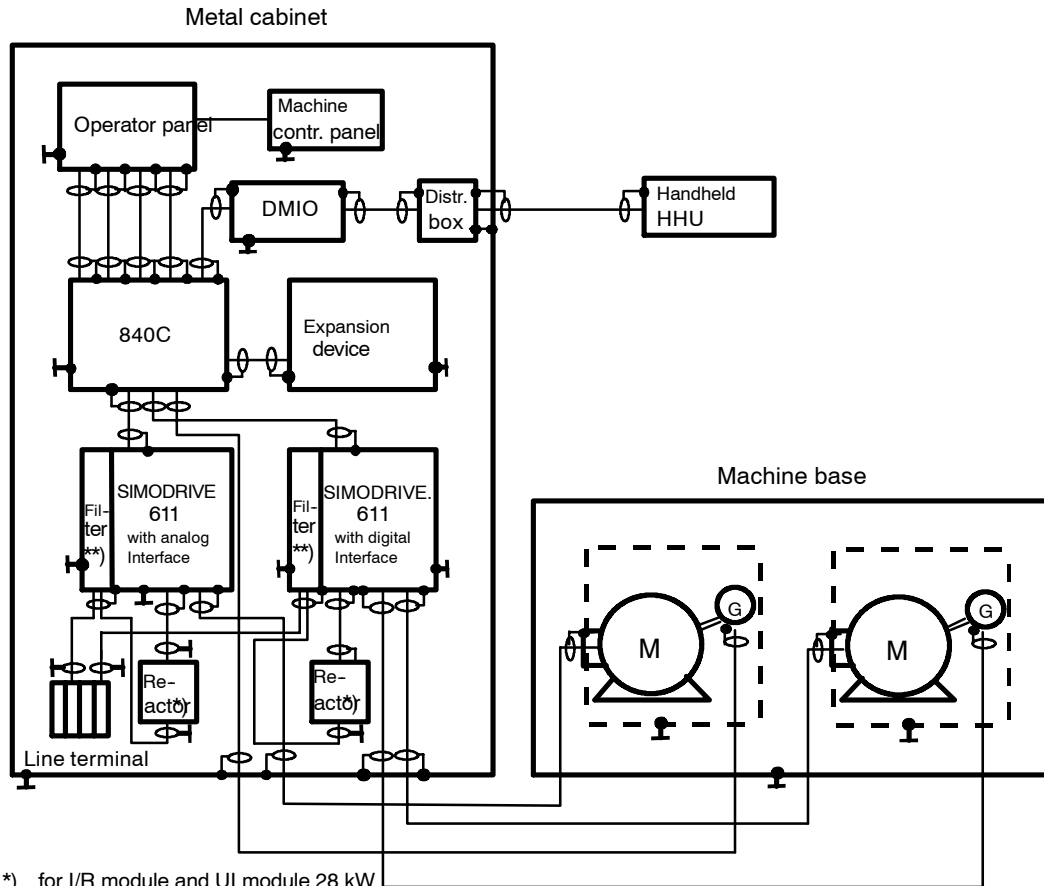 Metal cabinet
Operator panel
Machine
contr. panel
DMIO
Distr.
box
Handheld
HHU
840C
Expansion
device
Fil-
ter
**)
SIMODRIVE
611
with analog
Interface
Fil-
ter
**)
SIMODRIVE.
611
with digital
Interface
Re-
actor*)
Re-
actor*)
Line terminal
Machine base
M
G
M
G
*) for I/R module and UI module 28 kW